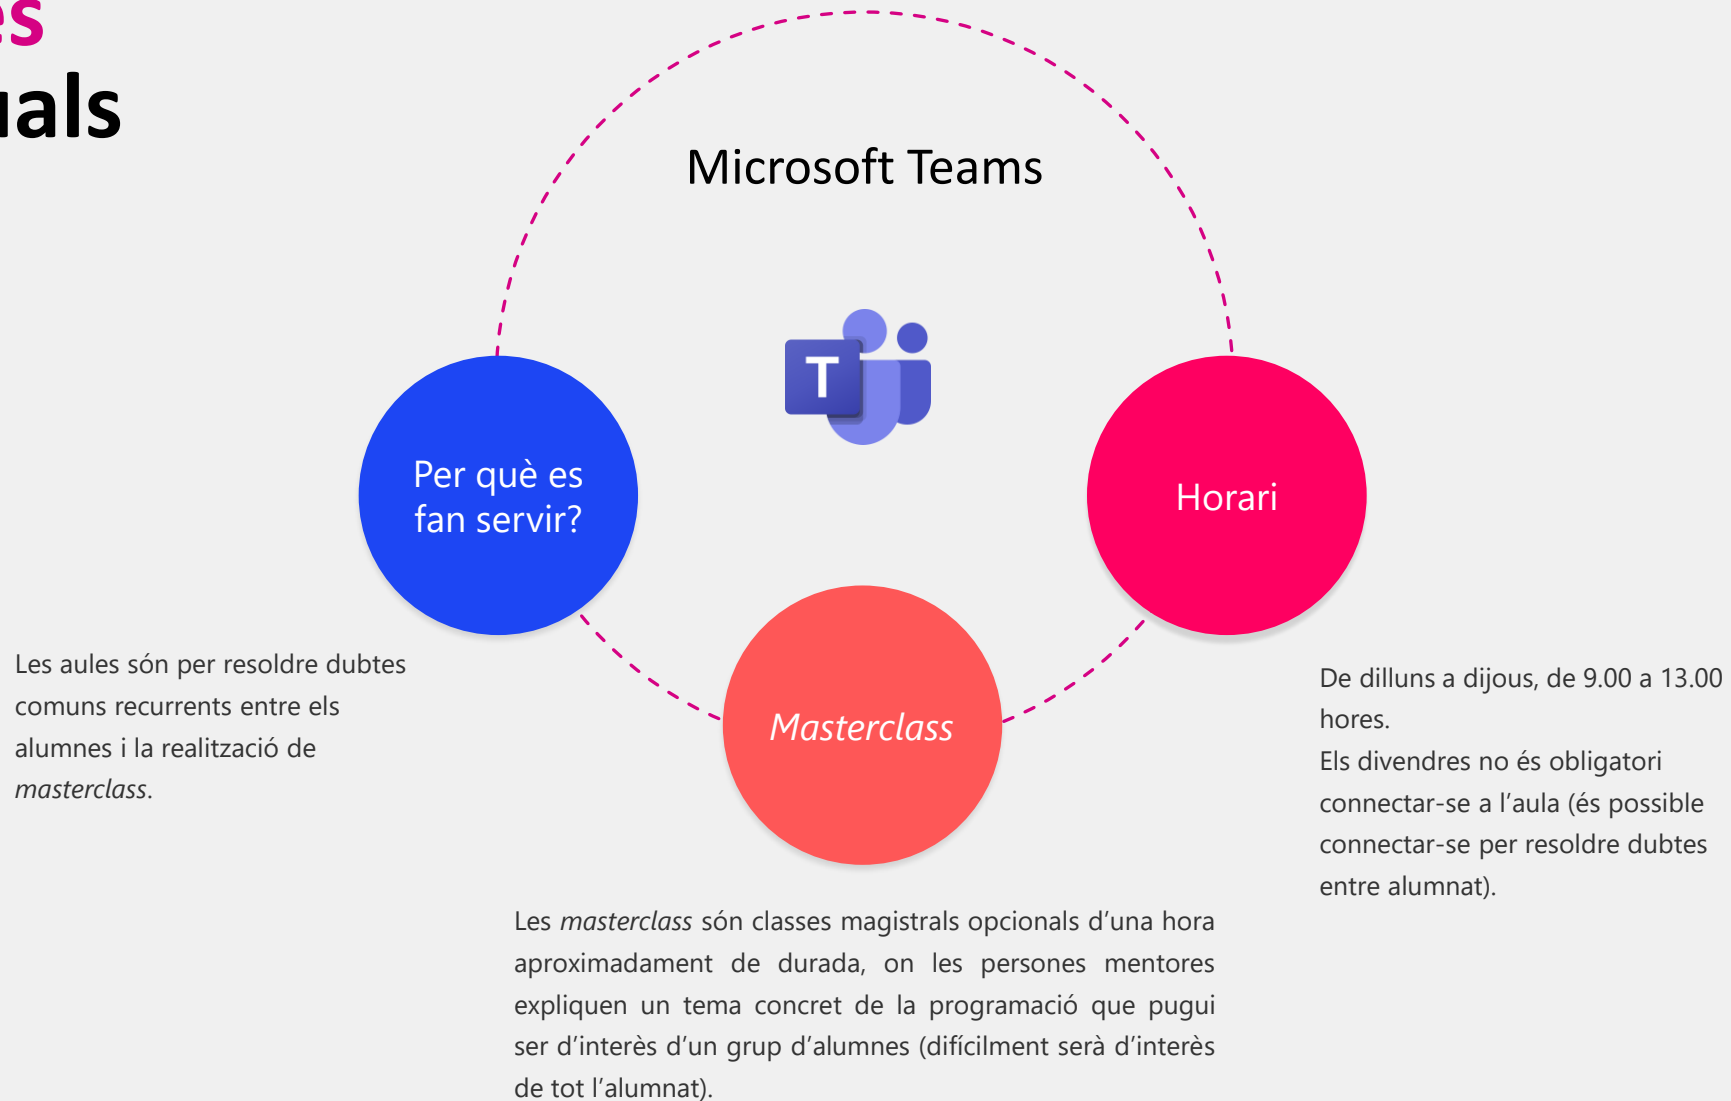 es
uals
Microsoft Teams
T
Per què es
fan servir?
Horari
Masterclass
Les aules són per resoldre dubtes
comuns recurrents entre els
alumnes i la realització de
masterclass.
De dilluns a dijous, de 9.00 a 13.00
hores.
Els divendres no és obligatori
connectar-se a l’aula (és possible
connectar-se per resoldre dubtes
entre alumnat).
Les masterclass són classes magistrals opcionals d’una hora
aproximadament de durada, on les persones mentores
expliquen un tema concret de la programació que pugui
ser d’interès d’un grup d’alumnes (difícilment serà d’interès
de tot l’alumnat).